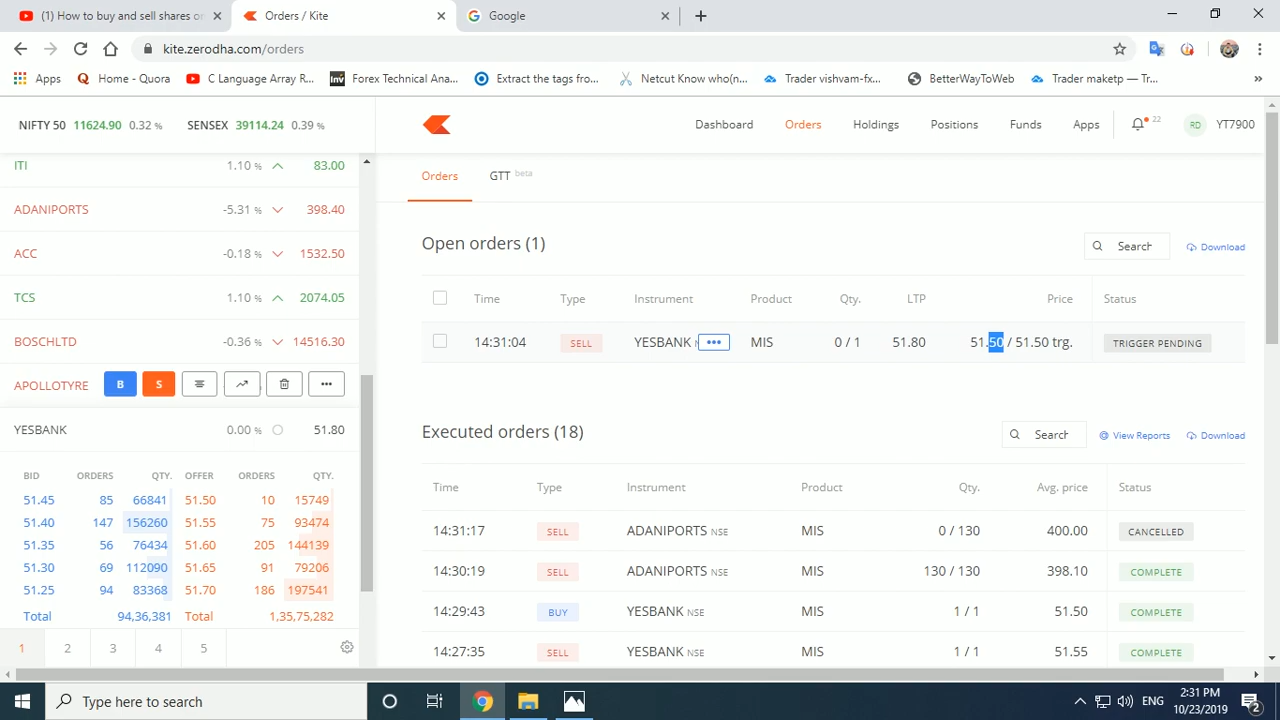 (1) How to buy and sell shares or
Orders / Kite
Google
kite.zerodha.com/orders
Apps
Home - Quora
C Language Array R...
Inv
Forex Technical Ana...
Extract the tags from...
Netcut Know who(n...
Trader vishvam-fx...
BetterWayToWeb
Trader maketp — Tr...
»
NIFTY 50 11624.90 0.32 %
SENSEX 39114.24 0.39 %
Dashboard
Orders
Holdings
Positions
Funds
Apps
22
RD
YT7900
ITI 1.10 % 83.00
ADANIPORTS -5.31 % 398.40
ACC -0.18 % 1532.50
TCS 1.10 % 2074.05
BOSCHLTD -0.36 % 14516.30
APOLLOTYRE B S
YESBANK 0.00 % 51.80
BID ORDERS QTY. OFFER ORDERS QTY.
51.45 85 66841 51.50 10 15749
51.40 147 156260 51.55 75 93474
51.35 56 76434 51.60 205 144139
51.30 69 112090 51.65 91 79206
51.25 94 83368 51.70 186 197541
Total 94,36,381 Total 1,35,75,282
1 2 3 4 5
Orders
GTT beta
Open orders (1)
Search
Download
Time Type Instrument Product Qty. LTP Price Status
14:31:04 SELL YESBANK MIS 0 / 1 51.80 51.50 / 51.50 trg. TRIGGER PENDING
Executed orders (18)
Search
View Reports
Download
Time Type Instrument Product Qty. Avg. price Status
14:31:17 SELL ADANIPORTS NSE MIS 0 / 130 400.00 CANCELLED
14:30:19 SELL ADANIPORTS NSE MIS 130 / 130 398.10 COMPLETE
14:29:43 BUY YESBANK NSE MIS 1 / 1 51.50 COMPLETE
14:27:35 SELL YESBANK NSE MIS 1 / 1 51.55 COMPLETE
Type here to search
ENG
2:31 PM
10/23/2019
2